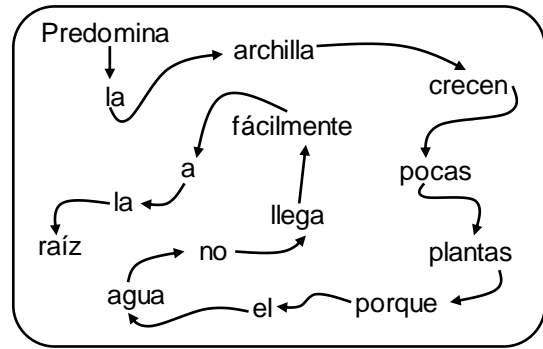 Predomina
la
archilla
crecen
pocas
plantas
porque
el
agua
no
llega
fácilmente
a
la
raíz